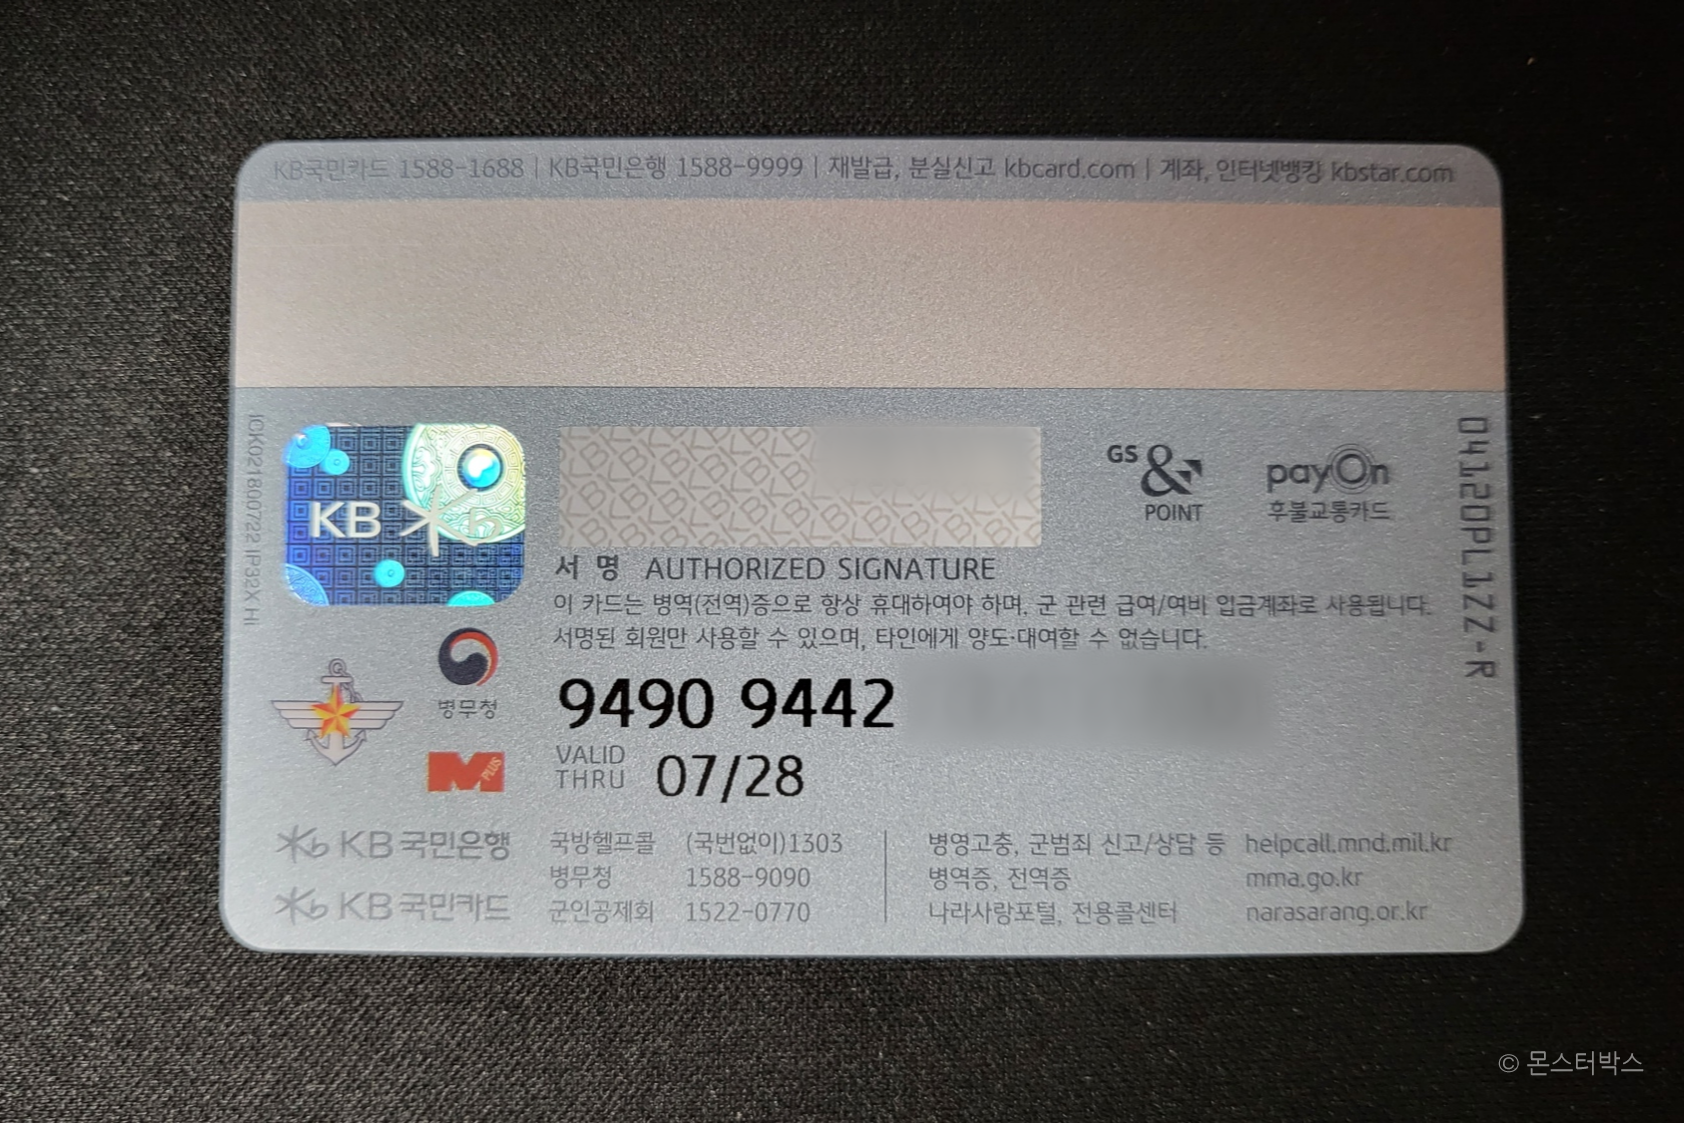 KB국민카드 1588-1688 | KB국민은행 1588-9999 | 재발급, 분실신고 kbcard.com | 계좌, 인터넷뱅킹 kbstar.com
ICK02180722 IF32X HI
KB
GS & POINT
payOn
후불교통카드
0412OPL1ZZ-R
서 명 AUTHORIZED SIGNATURE
이 카드는 병역(전역)증으로 항상 휴대하여야 하며, 군 관련 급여/여비 입금계좌로 사용됩니다.
서명된 회원만 사용할 수 있으며, 타인에게 양도·대여할 수 없습니다.
병무청
9490 9442
VALID THRU 07/28
M PLUS
KB 국민은행
KB 국민카드
국방헬프콜 (국번없이)1303 | 병영고충, 군범죄 신고/상담 등 helpcall.mnd.mil.kr
병무청 1588-9090 | 병역증, 전역증 mma.go.kr
군인공제회 1522-0770 | 나라사랑포털, 전용콜센터 narasarang.or.kr
© 몬스터박스